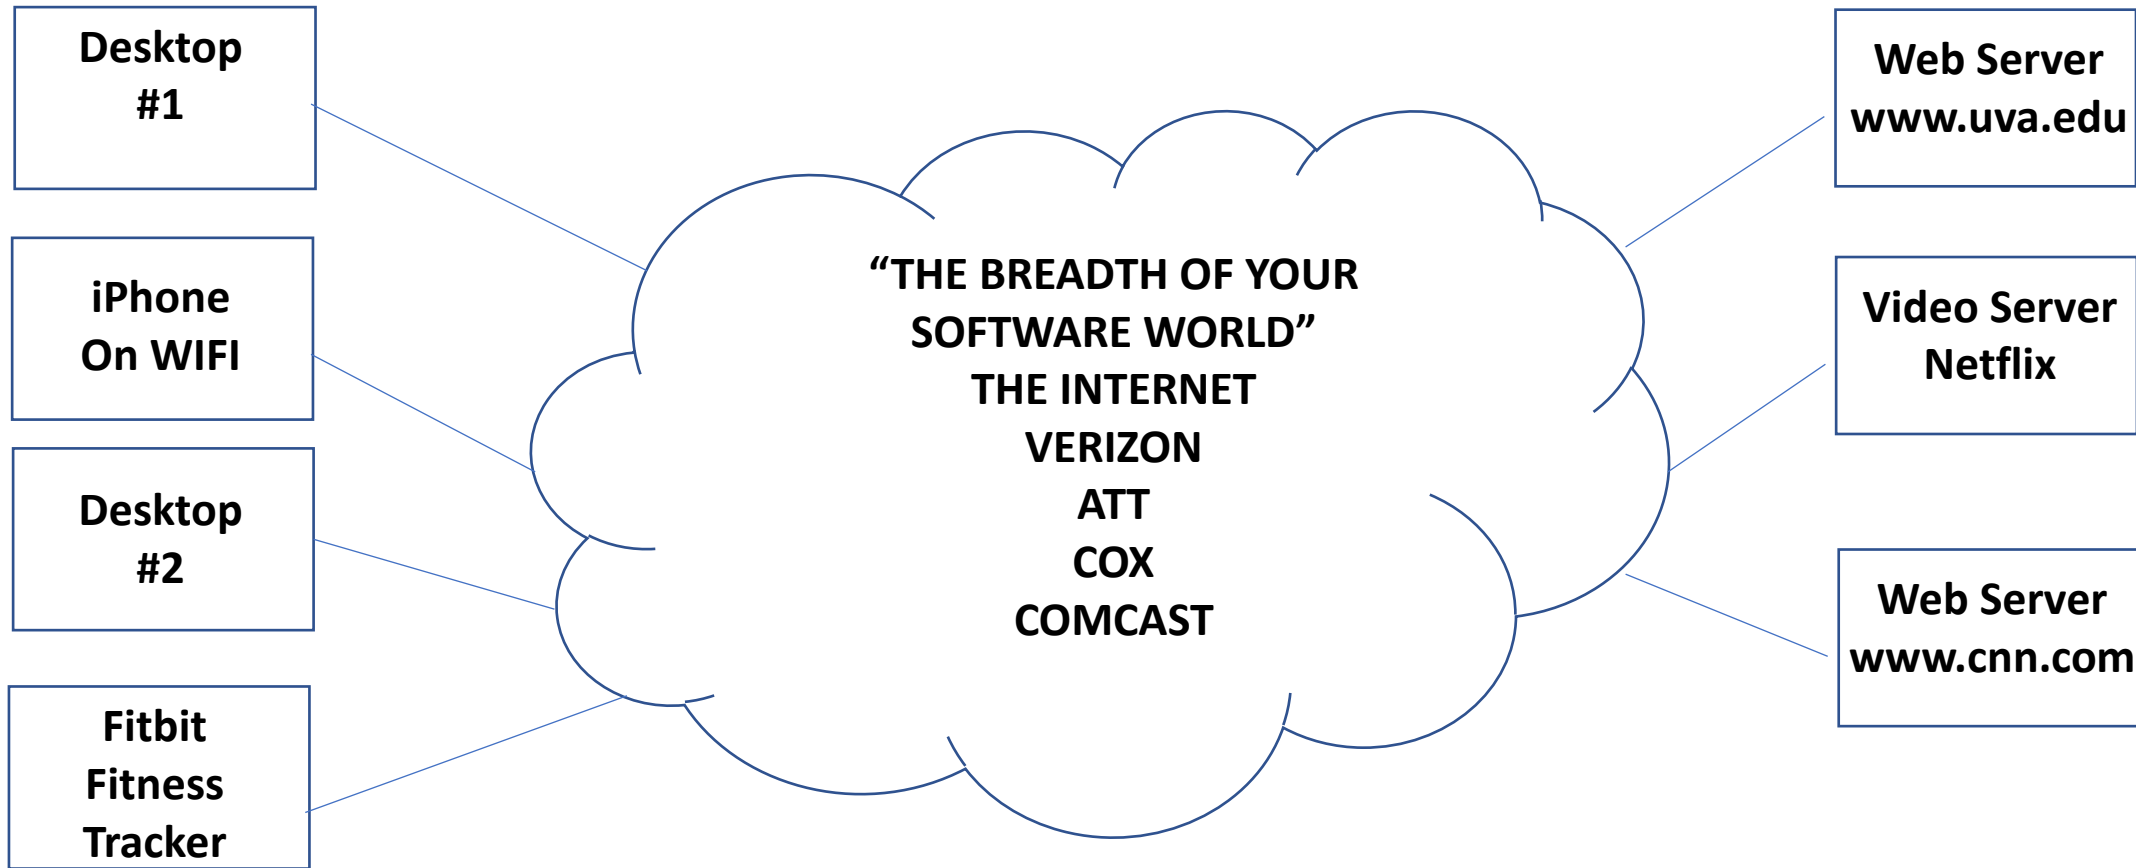 Desktop
#1
iPhone
On WIFI
Desktop
#2
Fitbit
Fitness
Tracker
“THE BREADTH OF YOUR
SOFTWARE WORLD”
THE INTERNET
VERIZON
ATT
COX
COMCAST
Web Server
www.uva.edu
Video Server
Netflix
Web Server
www.cnn.com